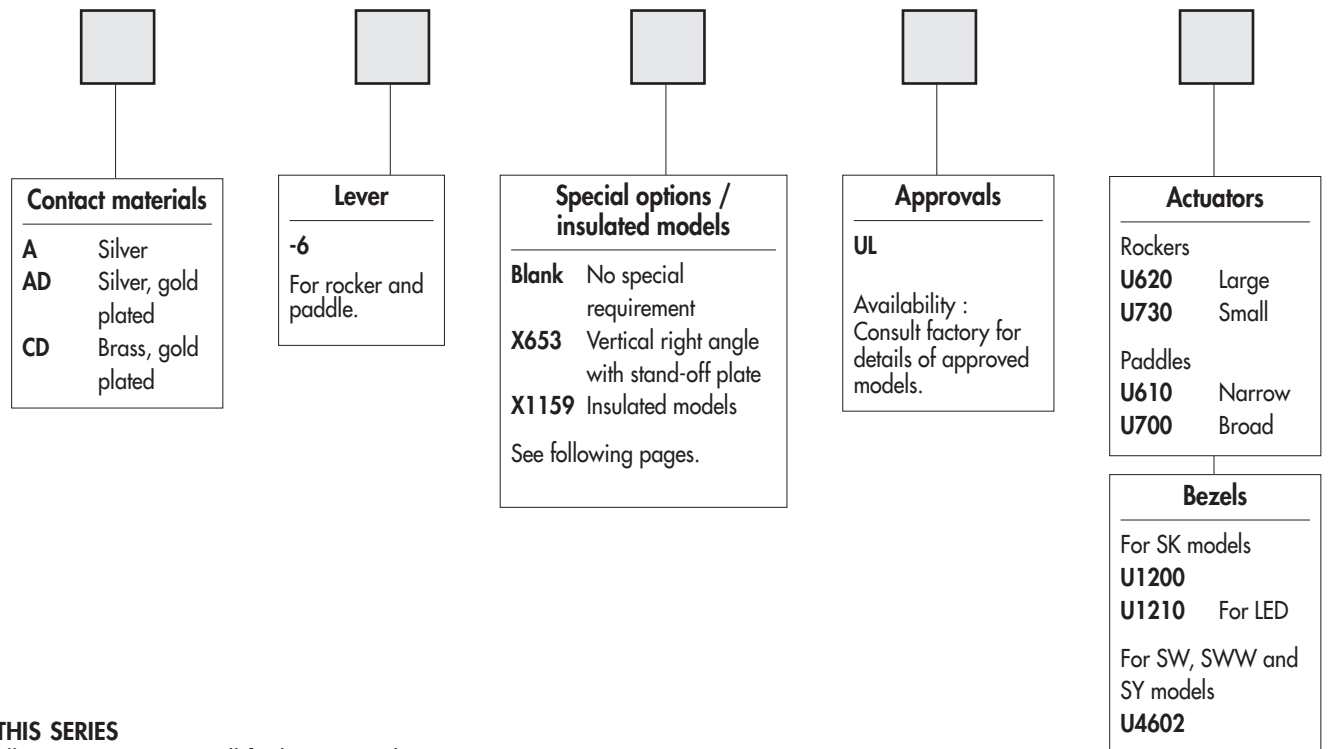 Contact materials
A Silver
AD Silver, gold
plated
CD Brass, gold
plated
Lever
-6
For rocker and
paddle.
Special options /
insulated models
Blank No special
requirement
X653 Vertical right angle
with stand-off plate
X1159 Insulated models
See following pages.
Approvals
UL
Availability :
Consult factory for
details of approved
models.
Actuators
Rockers
U620 Large
U730 Small
Paddles
U610 Narrow
U700 Broad
Bezels
For SK models
U1200
U1210 For LED
For SW, SWW and
SY models
U4602
THIS SERIES